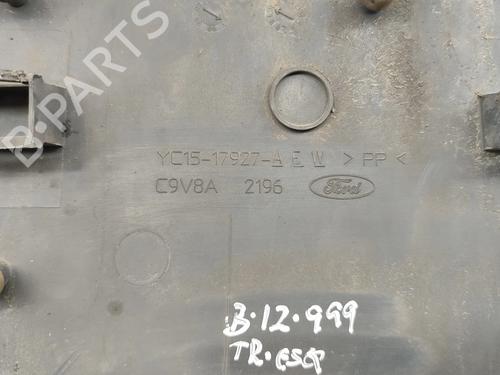 B-PARTS
YC15-17927-A E W > PP <
C9V8A 2196 Ford
B.12.999
TR.ESQ